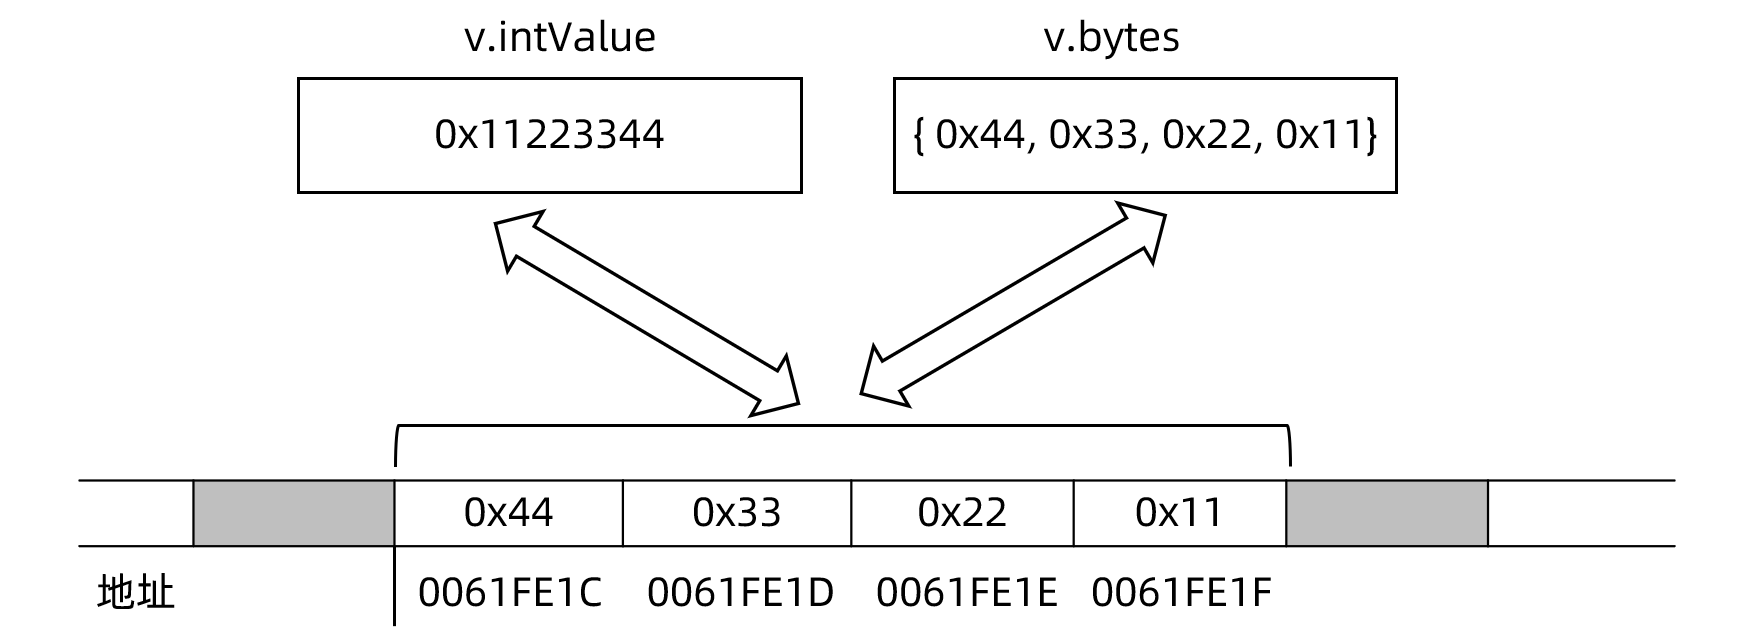 v.intValue
v.bytes
0x11223344
{ 0x44, 0x33, 0x22, 0x11}
0x44 0x33 0x22 0x11
地址 0061FE1C 0061FE1D 0061FE1E 0061FE1F